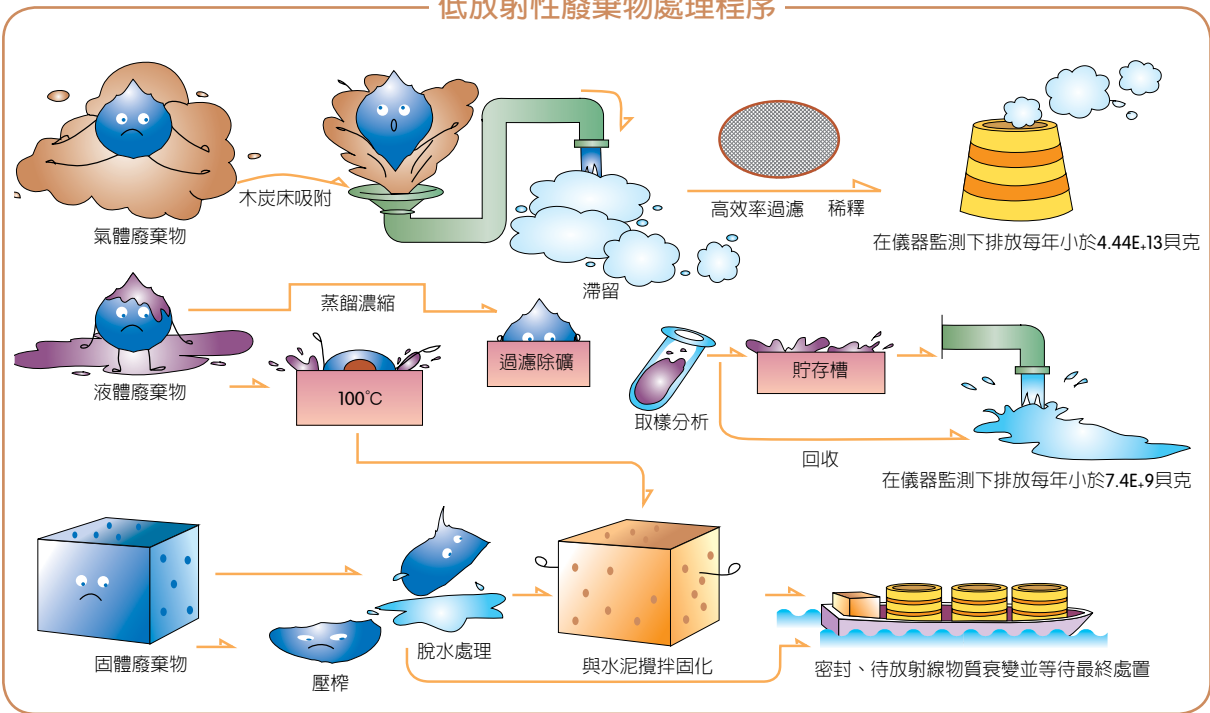 低放射性廢棄物處理程序
木炭床吸附
高效率過濾 稀釋
氣體廢棄物
在儀器監測下排放每年小於4.44E+13貝克
滯留
蒸餾濃縮
過濾除礦
貯存槽
液體廢棄物
100°C
取樣分析
回收
在儀器監測下排放每年小於7.4E+9貝克
固體廢棄物
壓榨
脫水處理
與水泥攪拌固化
密封、待放射線物質衰變並等待最終處置